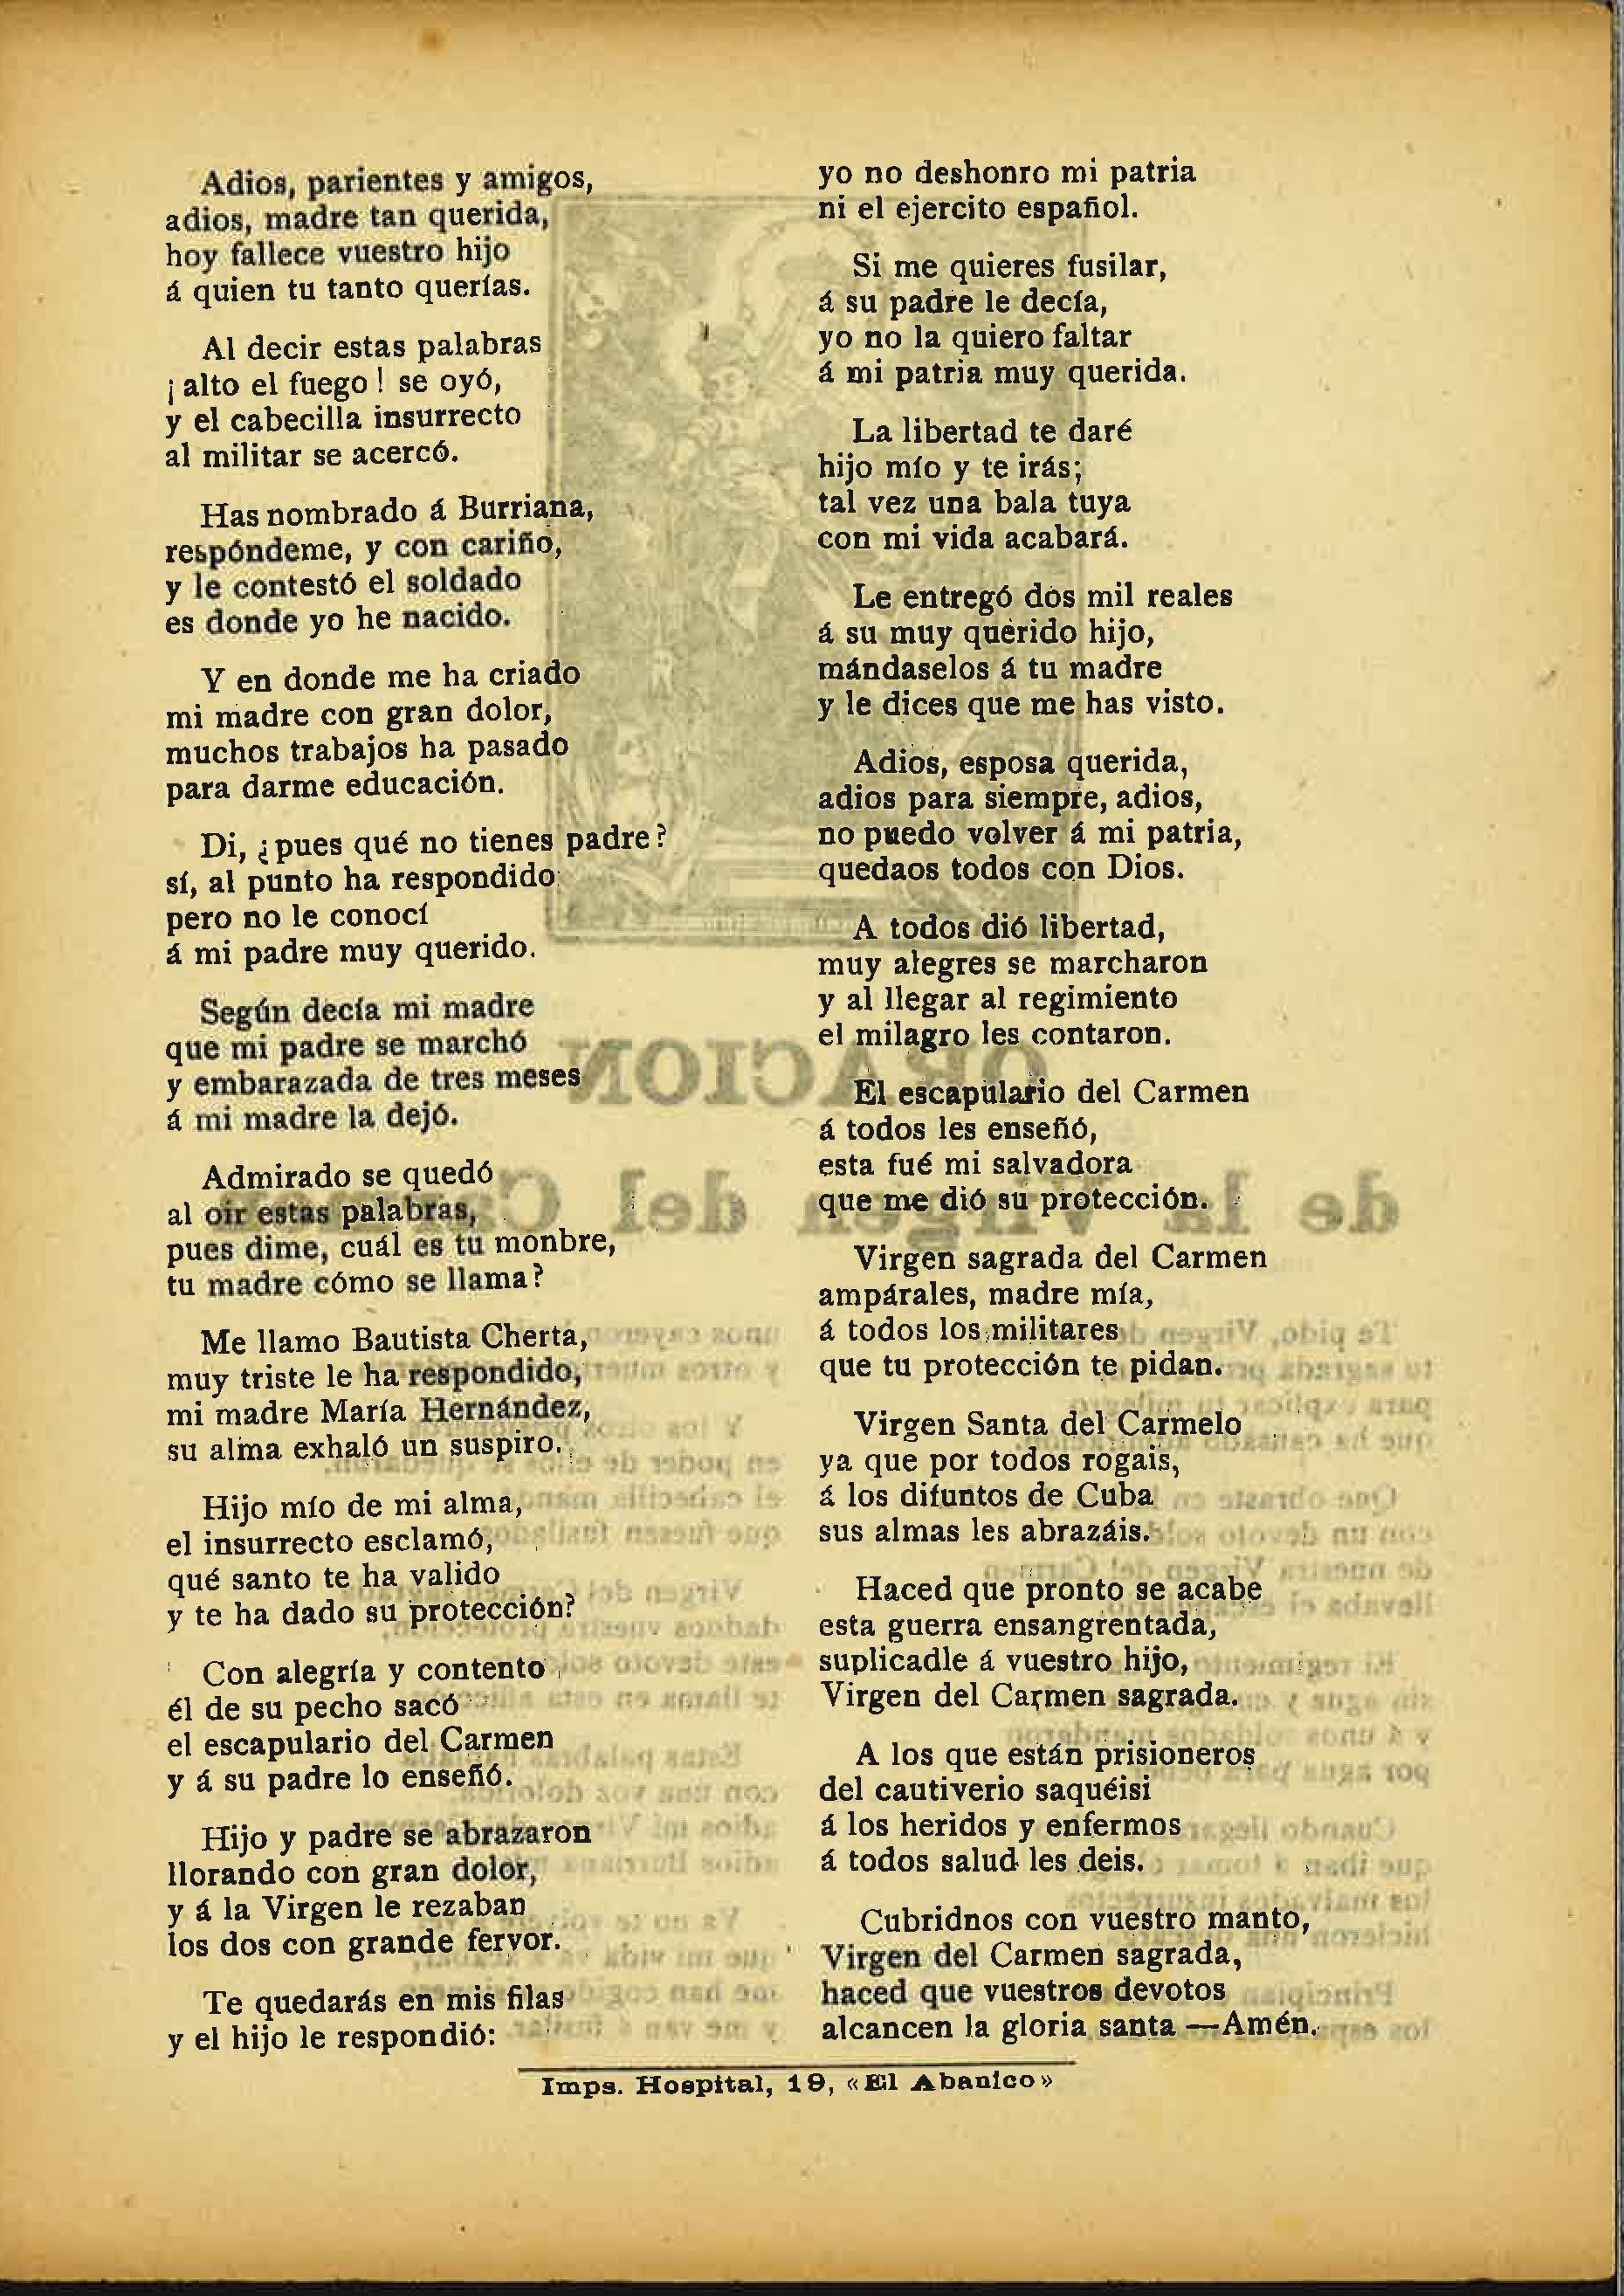 Adios, parientes y amigos,
adios, madre tan querida,
hoy fallece vuestro hijo
á quien tu tanto querías.
Al decir estas palabras
¡alto el fuego! se oyó,
y el cabecilla insurrecto
al militar se acercó.
Has nombrado á Burriana,
respóndeme, y con cariño,
y le contestó el soldado
es donde yo he nacido.
Y en donde me ha criado
mi madre con gran dolor,
muchos trabajos ha pasado
para darme educación.
Di, ¿pues qué no tienes padre?
sí, al punto ha respondido
pero no le conocí
á mi padre muy querido.
Según decía mi madre
que mi padre se marchó
y embarazada de tres meses
á mi madre la dejó.
Admirado se quedó
al oir estas palabras,
pues dime, cuál es tu monbre,
tu madre cómo se llama?
Me llamo Bautista Cherta,
muy triste le ha respondido,
mi madre María Hernández,
su alma exhaló un suspiro.
Hijo mío de mi alma,
el insurrecto esclamó,
qué santo te ha valido
y te ha dado su protección?
Con alegría y contento
él de su pecho sacó
el escapulario del Carmen
y á su padre lo enseñó.
Hijo y padre se abrazaron
llorando con gran dolor,
y á la Virgen le rezaban
los dos con grande fervor.
Te quedarás en mis filas
y el hijo le respondió:
yo no deshonro mi patria
ni el ejercito español.
Si me quieres fusilar,
á su padre le decía,
yo no la quiero faltar
á mi patria muy querida.
La libertad te daré
hijo mío y te irás;
tal vez una bala tuya
con mi vida acabará.
Le entregó dos mil reales
á su muy querido hijo,
mándaselos á tu madre
y le dices que me has visto.
Adios, esposa querida,
adios para siempre, adios,
no puedo volver á mi patria,
quedaos todos con Dios.
A todos dió libertad,
muy alegres se marcharon
y al llegar al regimiento
el milagro les contaron.
El escapulario del Carmen
á todos les enseñó,
esta fué mi salvadora
que me dió su protección.
Virgen sagrada del Carmen
ampárales, madre mía,
á todos los militares
que tu protección te pidan.
Virgen Santa del Carmelo
ya que por todos rogais,
á los difuntos de Cuba
sus almas les abrazáis.
Haced que pronto se acabe
esta guerra ensangrentada,
suplicadle á vuestro hijo,
Virgen del Carmen sagrada.
A los que están prisioneros
del cautiverio saquéisi
á los heridos y enfermos
á todos salud les deis.
Cubridnos con vuestro manto,
Virgen del Carmen sagrada,
haced que vuestros devotos
alcancen la gloria santa —Amén.
Imps. Hospital, 19, «El Abanico»